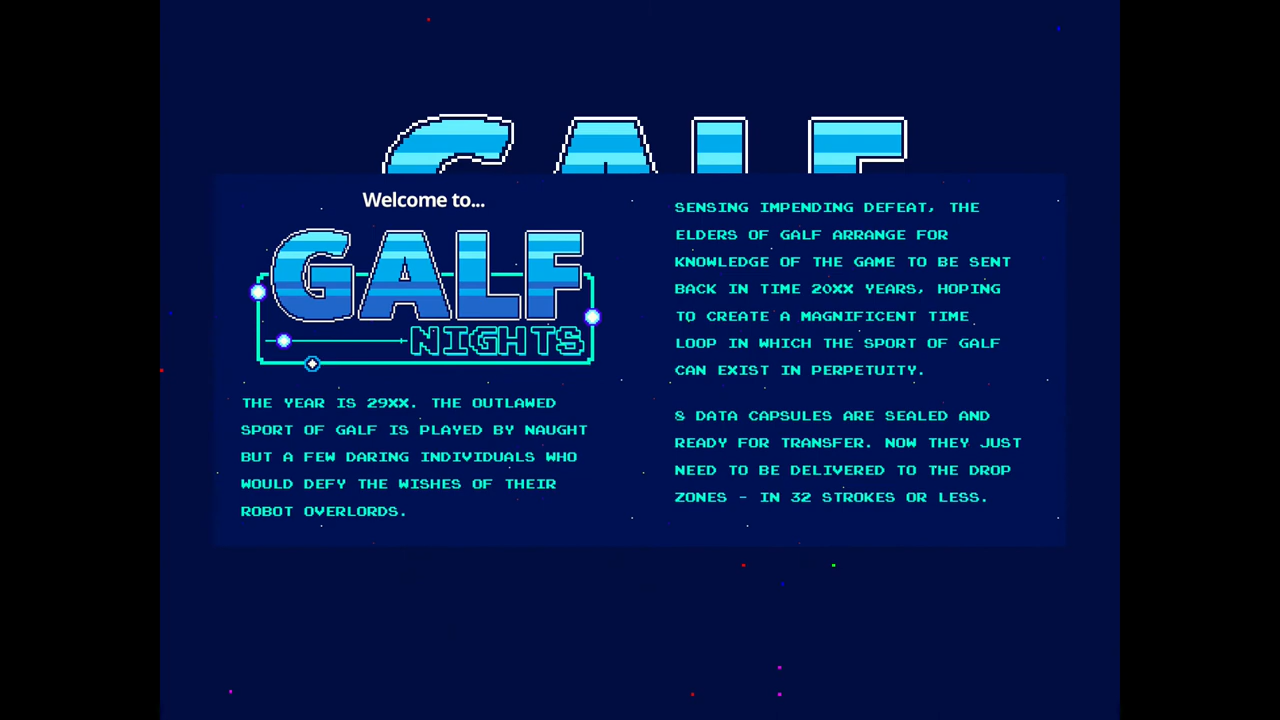 GALF
Welcome to...
GALF
NIGHTS
THE YEAR IS 29XX. THE OUTLAWED
SPORT OF GALF IS PLAYED BY NAUGHT
BUT A FEW DARING INDIVIDUALS WHO
WOULD DEFY THE WISHES OF THEIR
ROBOT OVERLORDS.
SENSING IMPENDING DEFEAT, THE
ELDERS OF GALF ARRANGE FOR
KNOWLEDGE OF THE GAME TO BE SENT
BACK IN TIME 20XX YEARS, HOPING
TO CREATE A MAGNIFICENT TIME
LOOP IN WHICH THE SPORT OF GALF
CAN EXIST IN PERPETUITY.
8 DATA CAPSULES ARE SEALED AND
READY FOR TRANSFER. NOW THEY JUST
NEED TO BE DELIVERED TO THE DROP
ZONES - IN 32 STROKES OR LESS.